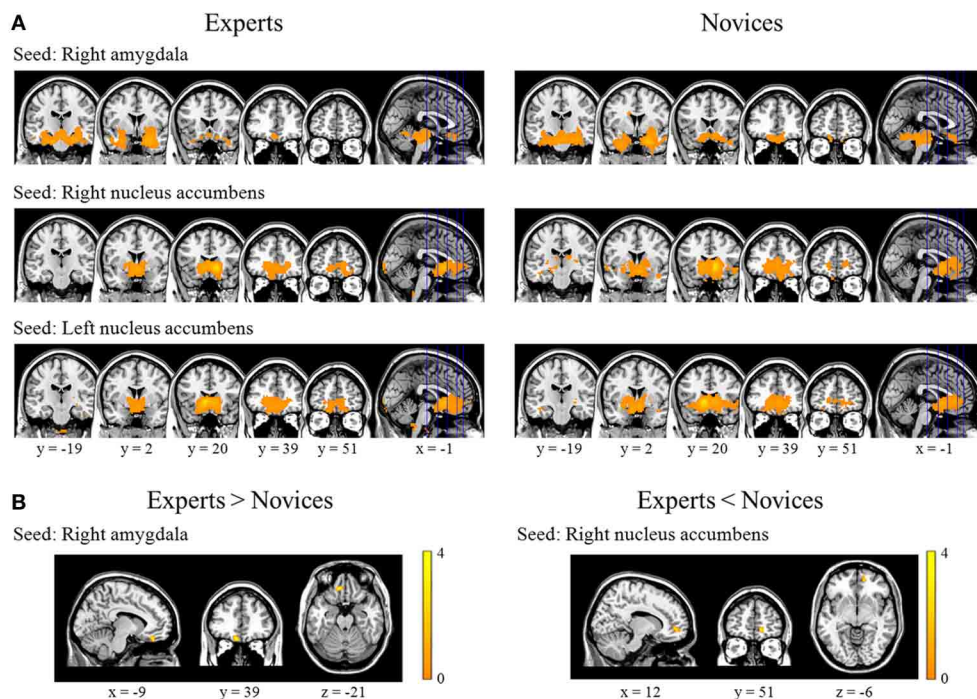 A
Experts
Novices
Seed: Right amygdala
Seed: Right nucleus accumbens
Seed: Left nucleus accumbens
y = -19 y = 2 y = 20 y = 39 y = 51 x = -1
y = -19 y = 2 y = 20 y = 39 y = 51 x = -1
B
Experts > Novices
Experts < Novices
Seed: Right amygdala
Seed: Right nucleus accumbens
4
0
4
0
x = -9 y = 39 z = -21
x = 12 y = 51 z = -6